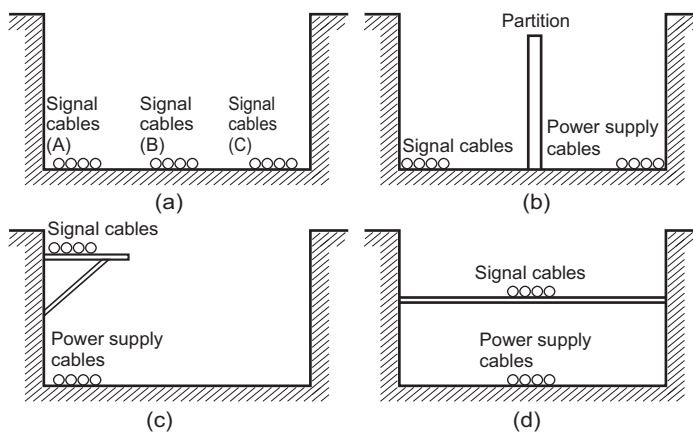 Signal
cables
(A)
Signal
cables
(B)
Signal
cables
(C)
(a)
Partition
Signal cables
Power supply
cables
(b)
Signal cables
Power supply
cables
(c)
Signal cables
Power supply
cables
(d)